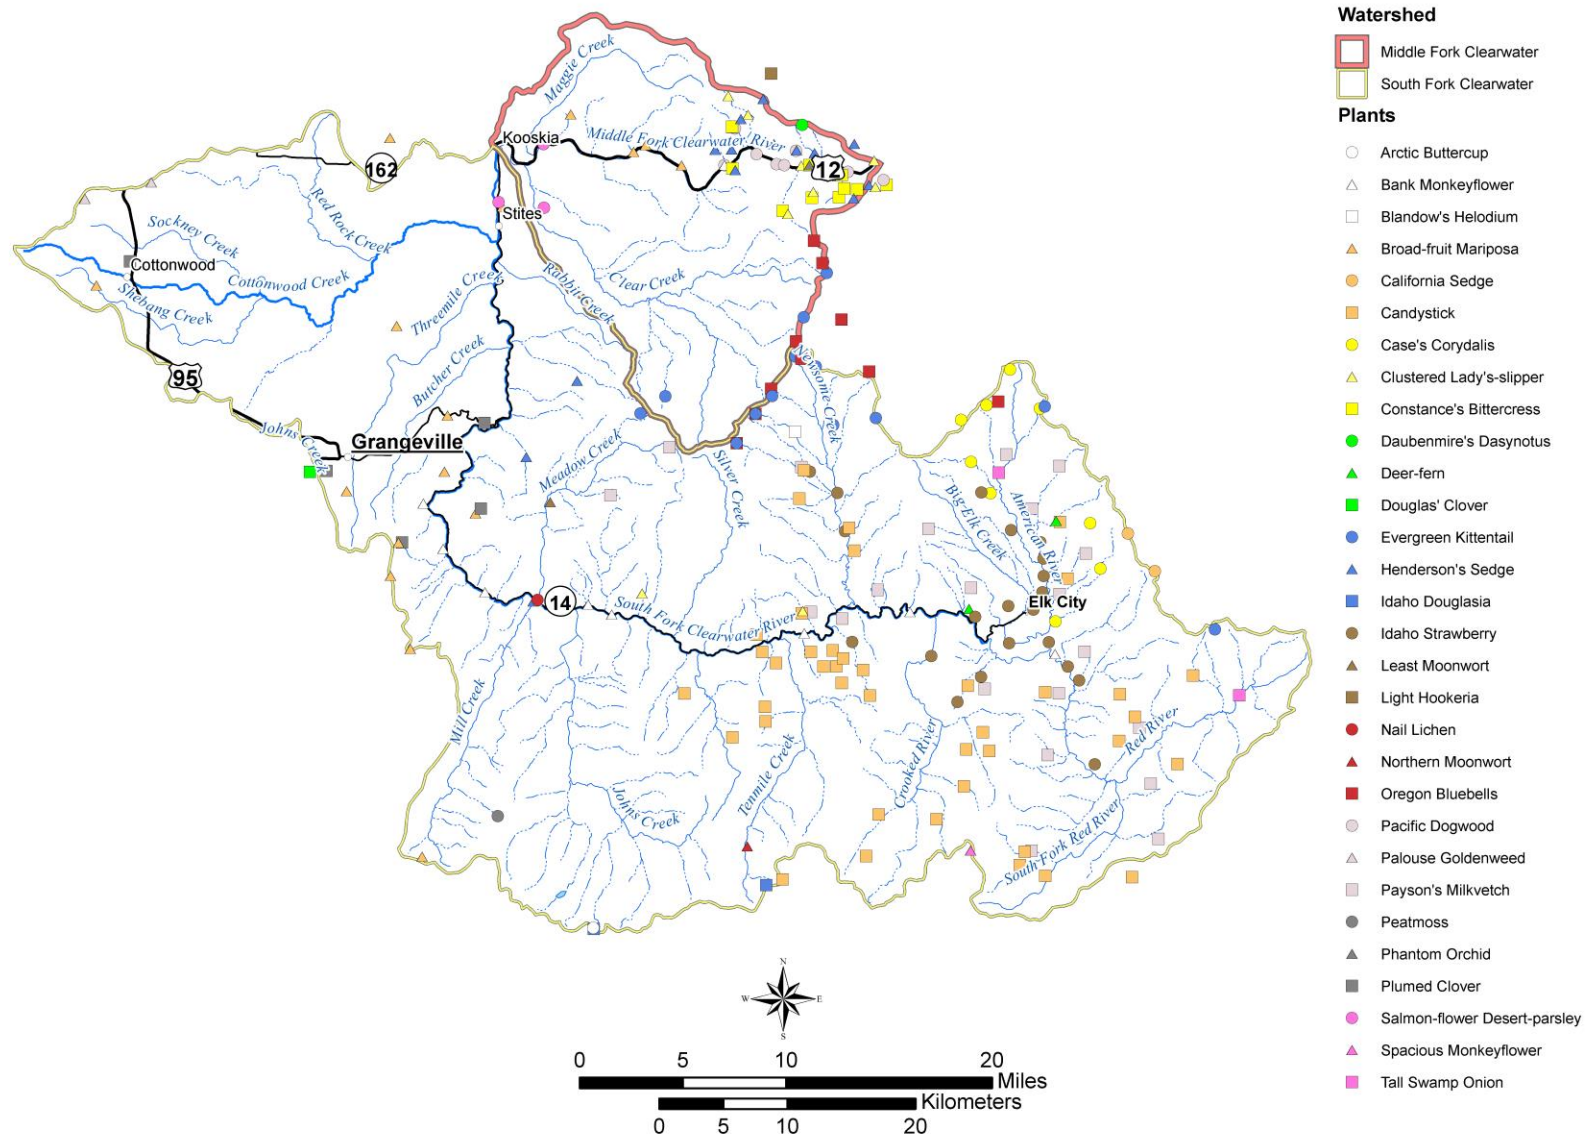 Maggie Creek
Kooskia
Middle Fork Clearwater River
12
162
Red Rock Creek
Stites
Sockney Creek
Cottonwood
Cottonwood Creek
Shebang Creek
Threemile Creek
Rabbit Creek
Clear Creek
95
Butcher Creek
Newsome Creek
Johns Creek
Grangeville
Meadow Creek
Silver Creek
Big Elk Creek
American River
14
South Fork Clearwater River
Elk City
Mill Creek
Johns Creek
Tenmile Creek
Crooked River
Red River
South Fork Red River
N
W
E
S
0 5 10 20
Miles
Kilometers
0 5 10 20
Watershed
Middle Fork Clearwater
South Fork Clearwater
Plants
Arctic Buttercup
Bank Monkeyflower
Blandow's Helodium
Broad-fruit Mariposa
California Sedge
Candystick
Case's Corydalis
Clustered Lady's-slipper
Constance's Bittercress
Daubenmire's Dasynotus
Deer-fern
Douglas' Clover
Evergreen Kittentail
Henderson's Sedge
Idaho Douglasia
Idaho Strawberry
Least Moonwort
Light Hookeria
Nail Lichen
Northern Moonwort
Oregon Bluebells
Pacific Dogwood
Palouse Goldenweed
Payson's Milkvetch
Peatmoss
Phantom Orchid
Plumed Clover
Salmon-flower Desert-parsley
Spacious Monkeyflower
Tall Swamp Onion